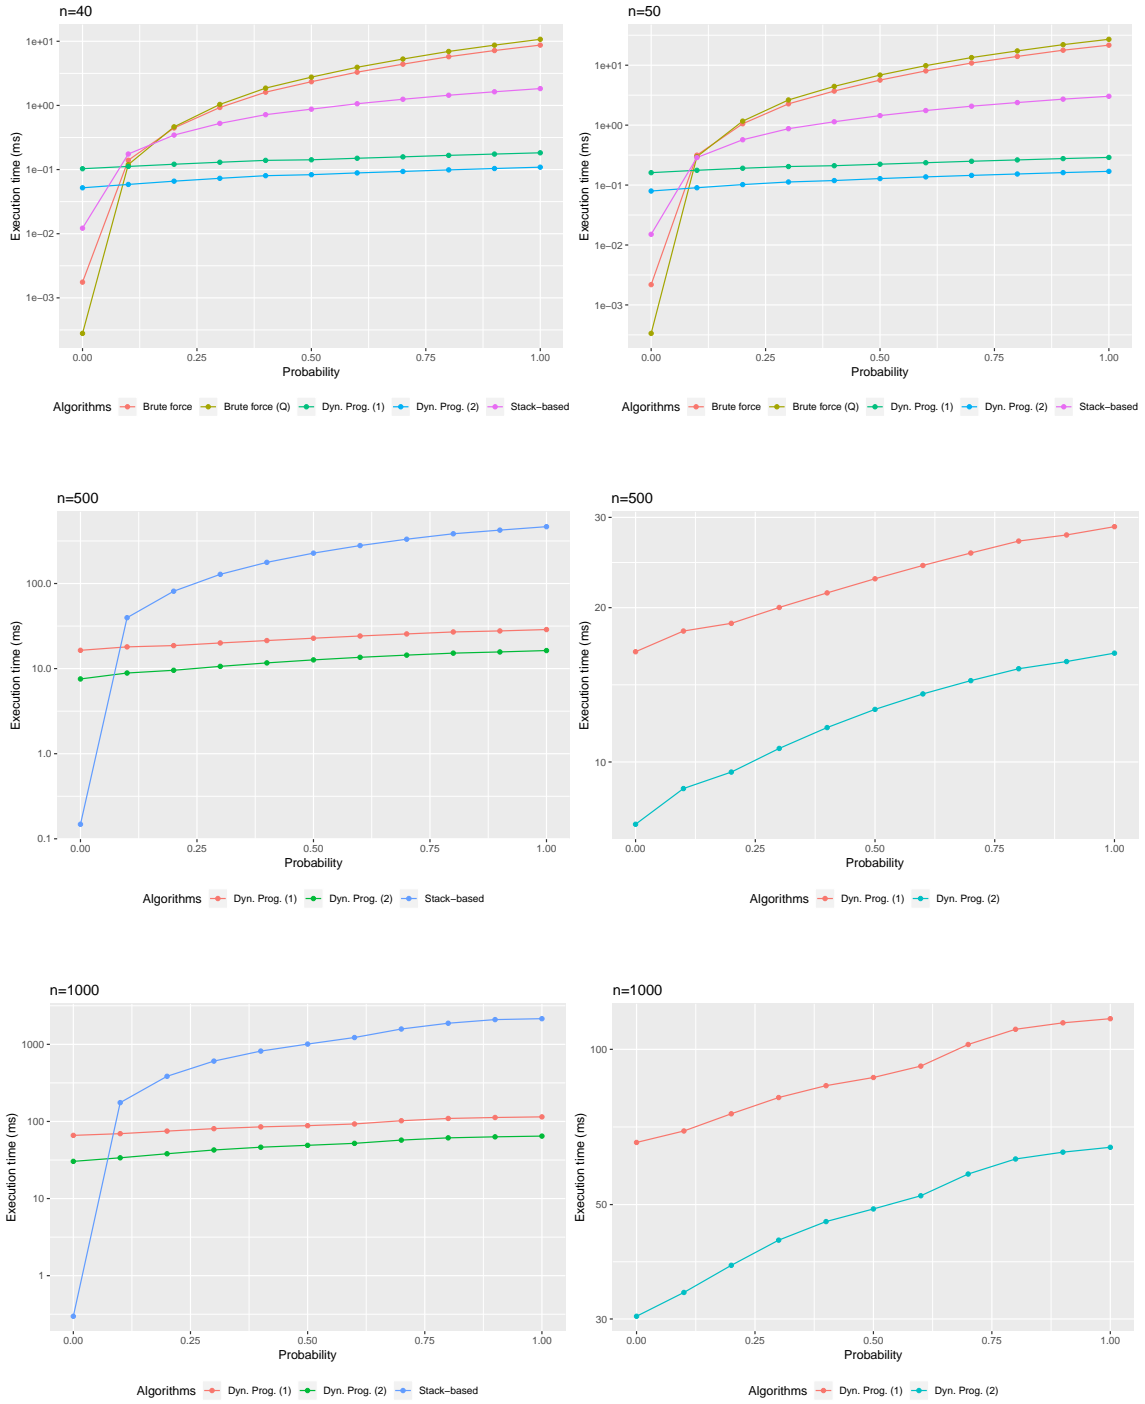 n=40
Execution time (ms)
1e+01
1e+00
1e−01
1e−02
1e−03
0.00 0.25 0.50 0.75 1.00
Probability
Algorithms Brute force Brute force (Q) Dyn. Prog. (1) Dyn. Prog. (2) Stack−based
n=50
Execution time (ms)
1e+01
1e+00
1e−01
1e−02
1e−03
0.00 0.25 0.50 0.75 1.00
Probability
Algorithms Brute force Brute force (Q) Dyn. Prog. (1) Dyn. Prog. (2) Stack−based
n=500
Execution time (ms)
100.0
10.0
1.0
0.1
0.00 0.25 0.50 0.75 1.00
Probability
Algorithms Dyn. Prog. (1) Dyn. Prog. (2) Stack−based
n=500
Execution time (ms)
30
20
10
0.00 0.25 0.50 0.75 1.00
Probability
Algorithms Dyn. Prog. (1) Dyn. Prog. (2)
n=1000
Execution time (ms)
1000
100
10
1
0.00 0.25 0.50 0.75 1.00
Probability
Algorithms Dyn. Prog. (1) Dyn. Prog. (2) Stack−based
n=1000
Execution time (ms)
100
50
30
0.00 0.25 0.50 0.75 1.00
Probability
Algorithms Dyn. Prog. (1) Dyn. Prog. (2)